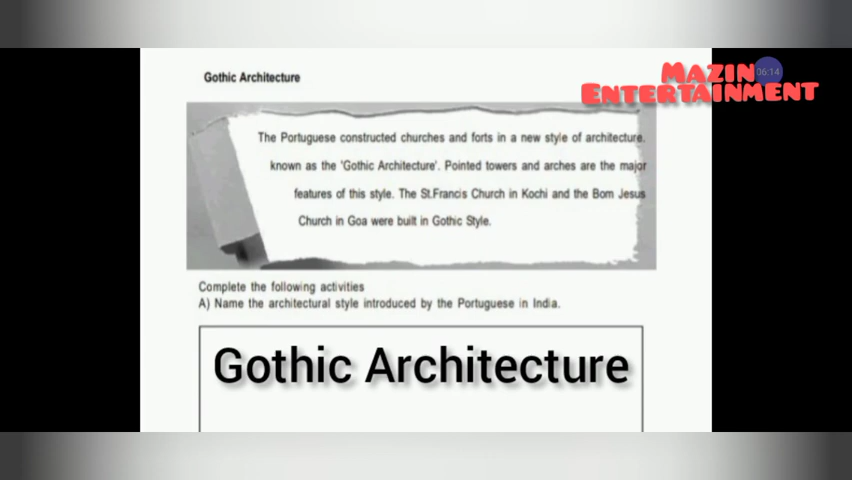 Gothic Architecture
MAZIN
06:14
ENTERTAINMENT
The Portuguese constructed churches and forts in a new style of architecture.
known as the 'Gothic Architecture'. Pointed towers and arches are the major
features of this style. The St.Francis Church in Kochi and the Bom Jesus
Church in Goa were built in Gothic Style.
Complete the following activities
A) Name the architectural style introduced by the Portuguese in India.
Gothic Architecture